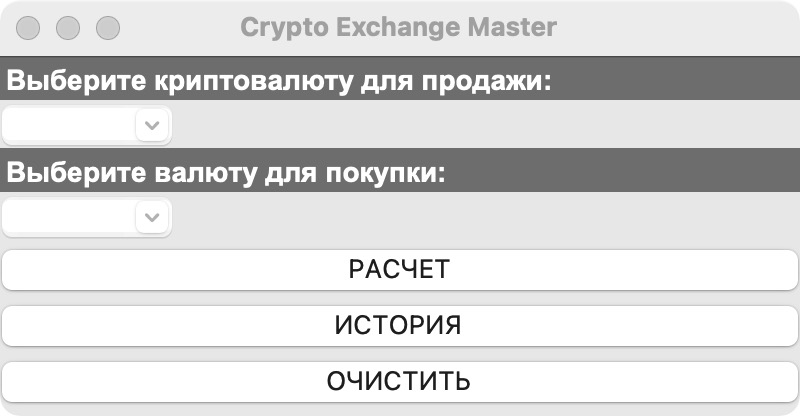 Crypto Exchange Master
Выберите криптовалюту для продажи:
Выберите валюту для покупки:
РАСЧЕТ
ИСТОРИЯ
ОЧИСТИТЬ